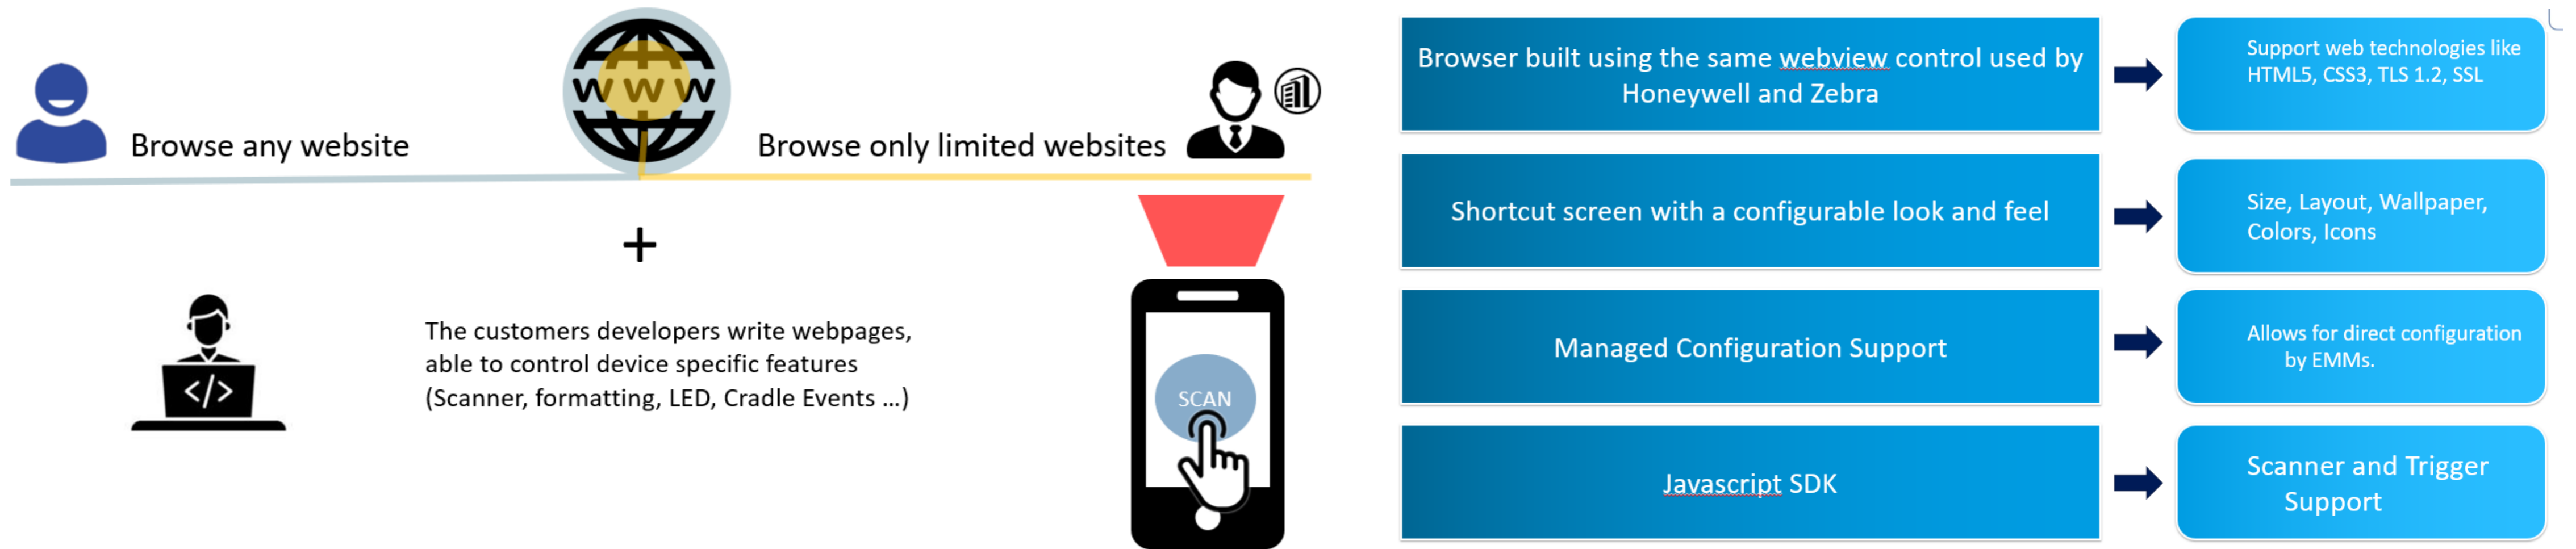 WWW
Browse any website
Browse only limited websites
+
The customers developers write webpages,
able to control device specific features
(Scanner, formatting, LED, Cradle Events ...)
</>
SCAN
Browser built using the same webview control used by
Honeywell and Zebra
Support web technologies like
HTML5, CSS3, TLS 1.2, SSL
Shortcut screen with a configurable look and feel
Size, Layout, Wallpaper,
Colors, Icons
Managed Configuration Support
Allows for direct configuration
by EMMs.
Javascript SDK
Scanner and Trigger
Support